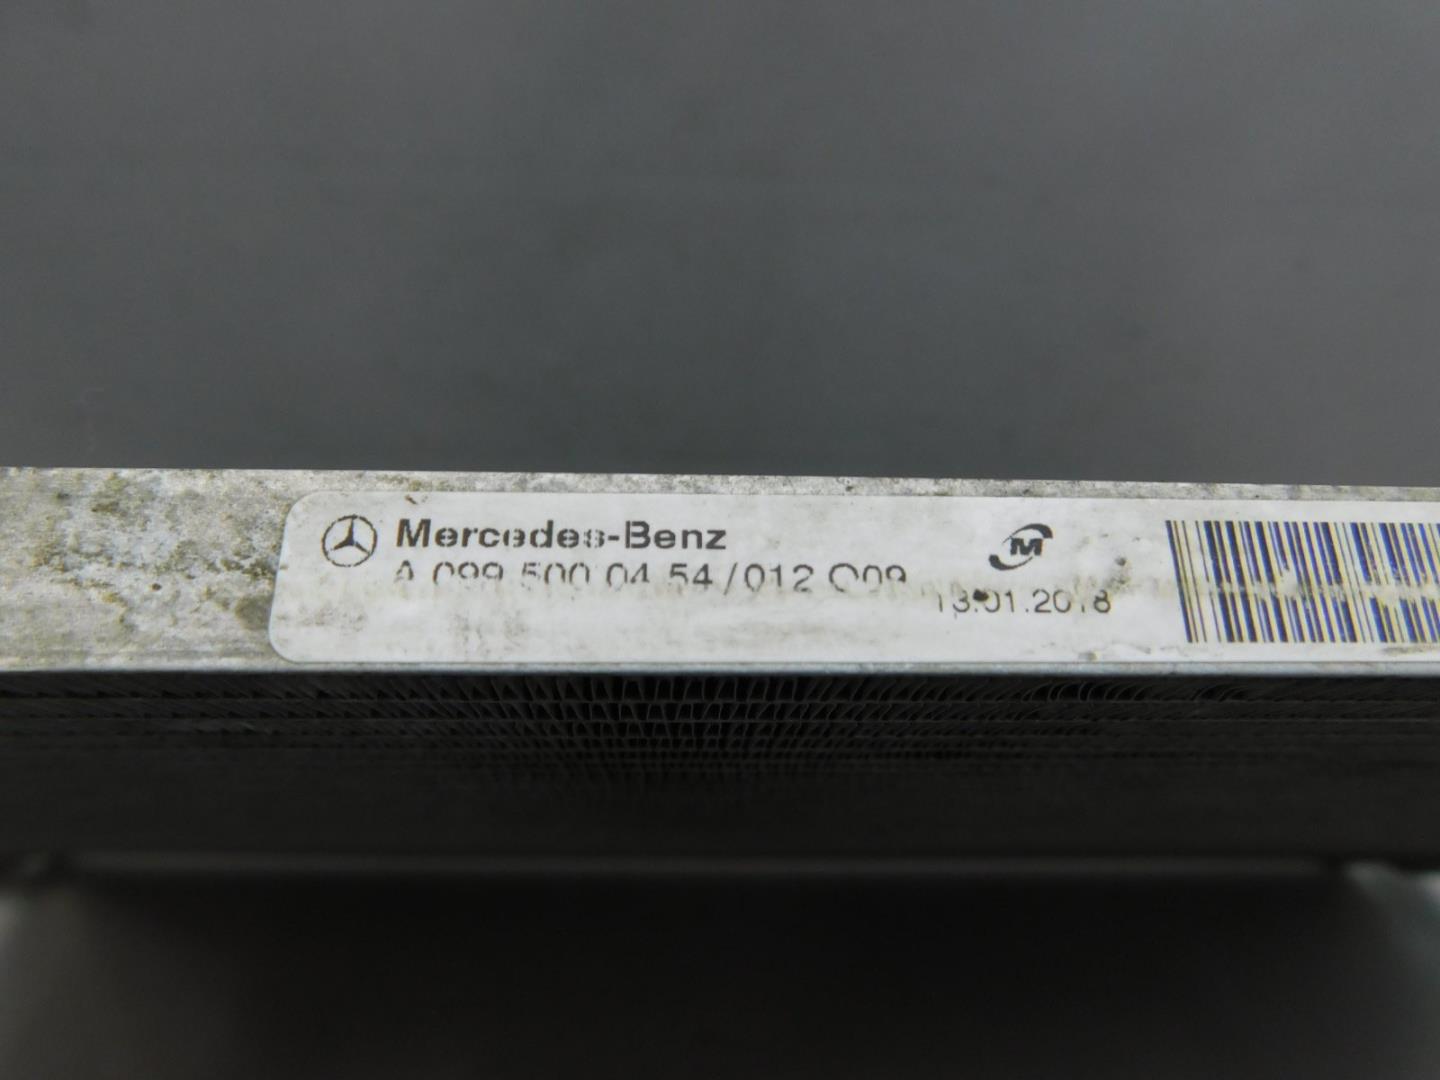 Mercedes-Benz
A 099 500 04 54 / 012 Q09
M
13.01.2018